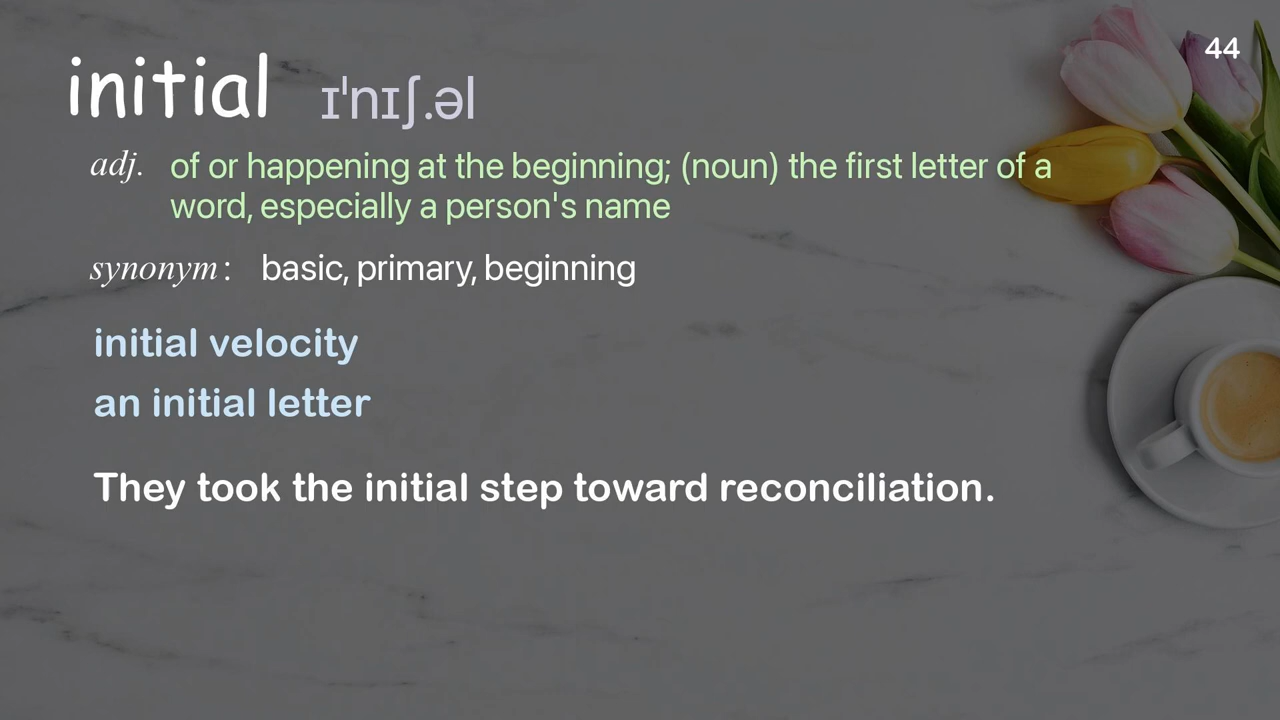 44
initial ɪˈnɪʃ.əl
adj. of or happening at the beginning; (noun) the first letter of a
word, especially a person's name
synonym: basic, primary, beginning
initial velocity
an initial letter
They took the initial step toward reconciliation.